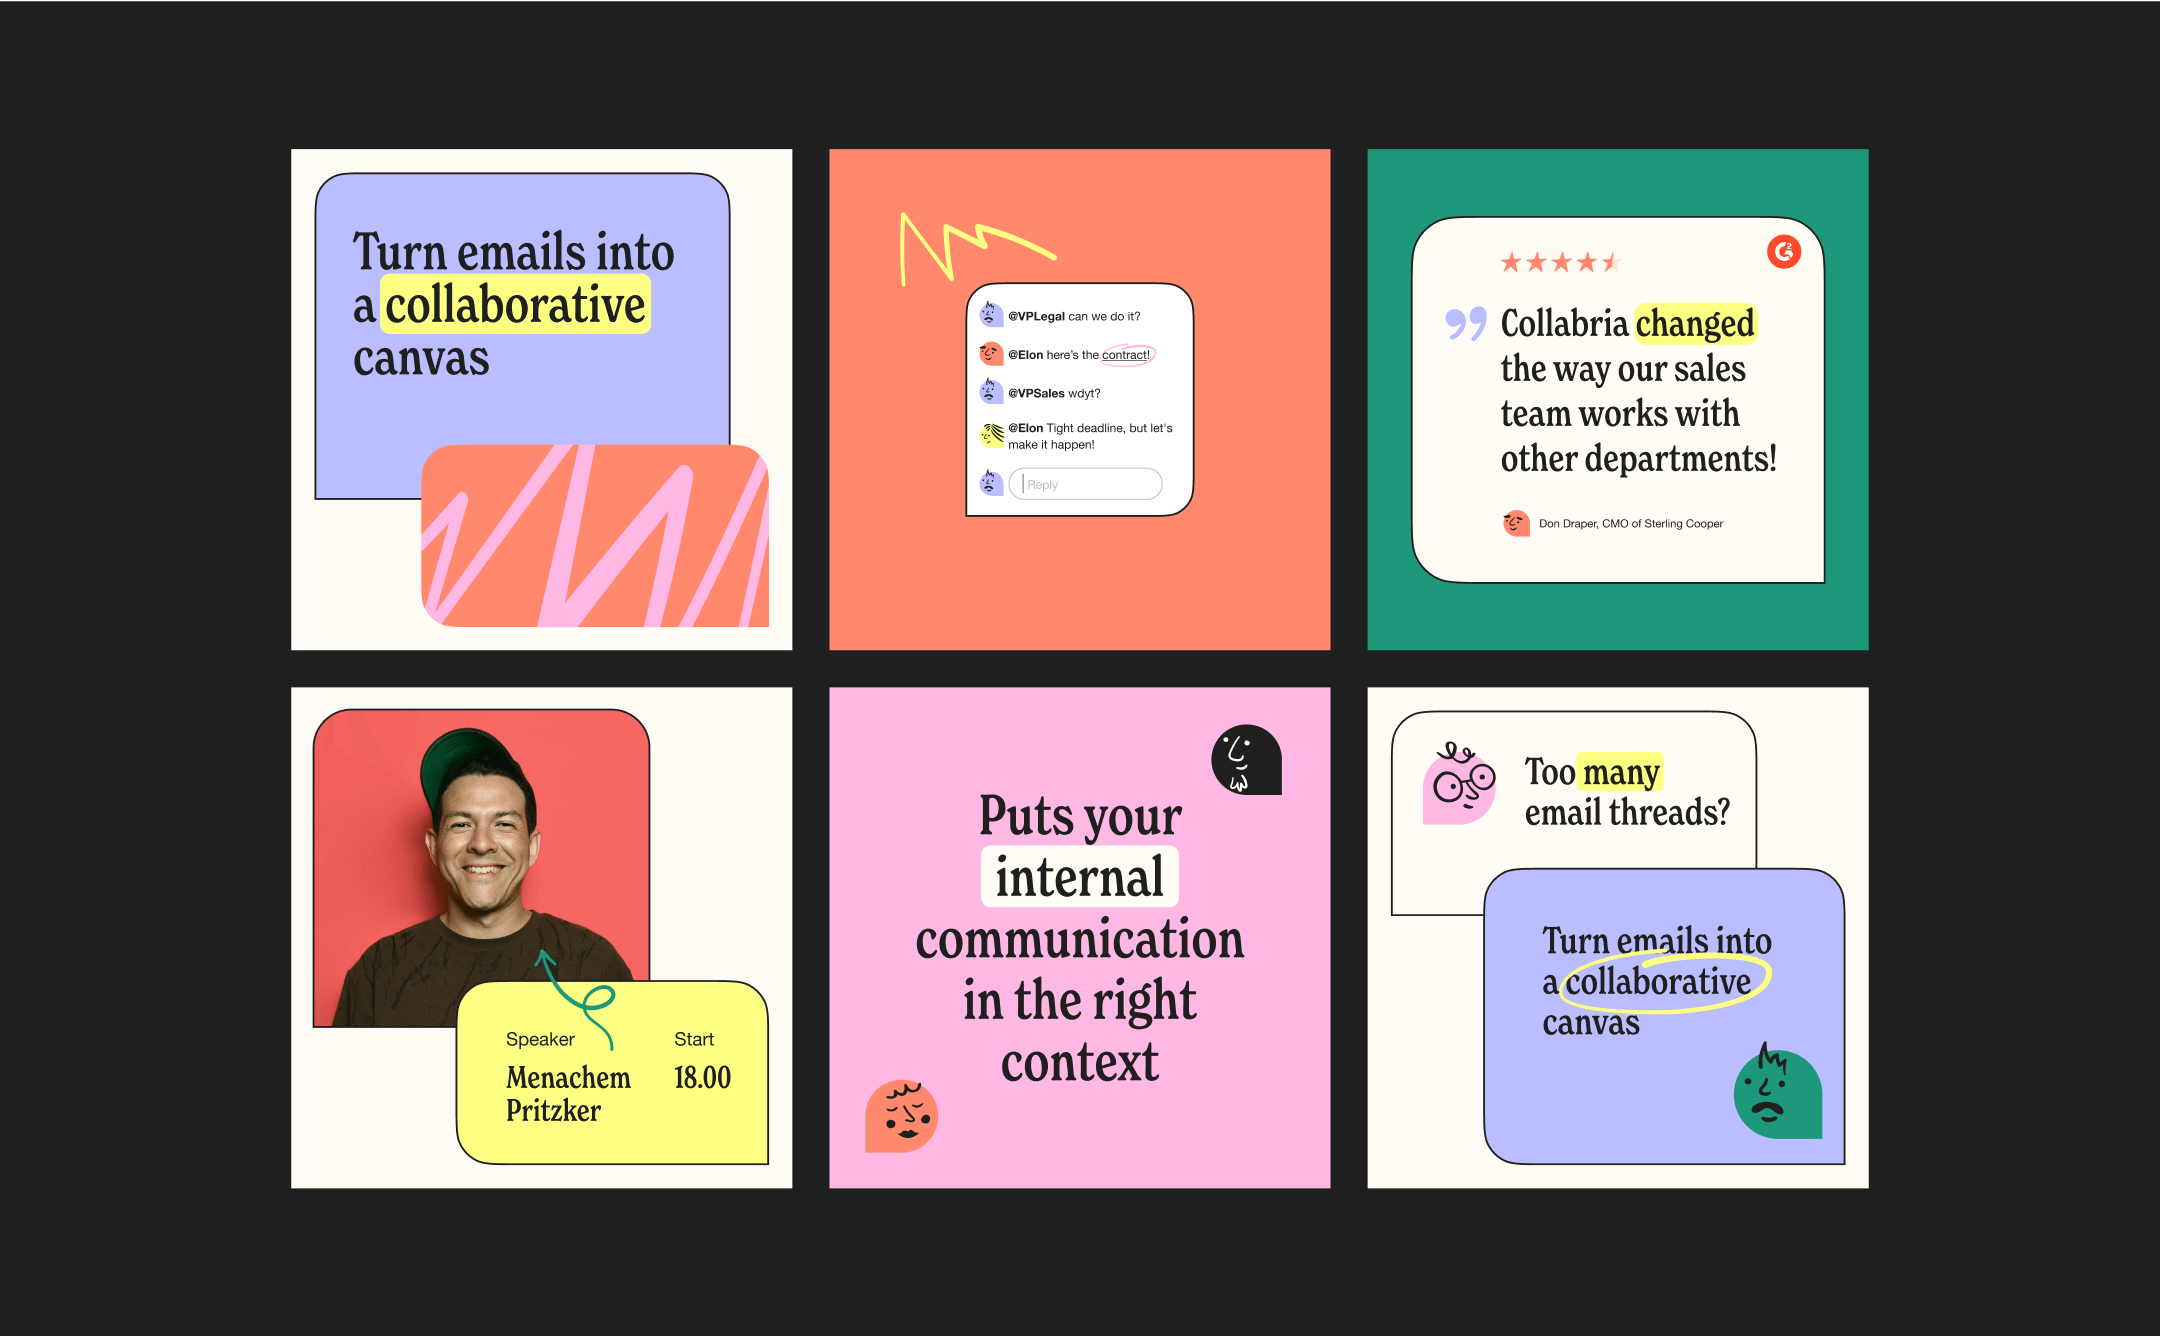 Turn emails into
a collaborative
canvas
@VPLegal can we do it?
@Elon here's the contract!
@VPSales wdyt?
@Elon Tight deadline, but let's
make it happen!
Reply
G2
Collabria changed
the way our sales
team works with
other departments!
Don Draper, CMO of Sterling Cooper
Speaker
Menachem
Pritzker
Start
18.00
Puts your
internal
communication
in the right
context
Too many
email threads?
Turn emails into
a collaborative
canvas